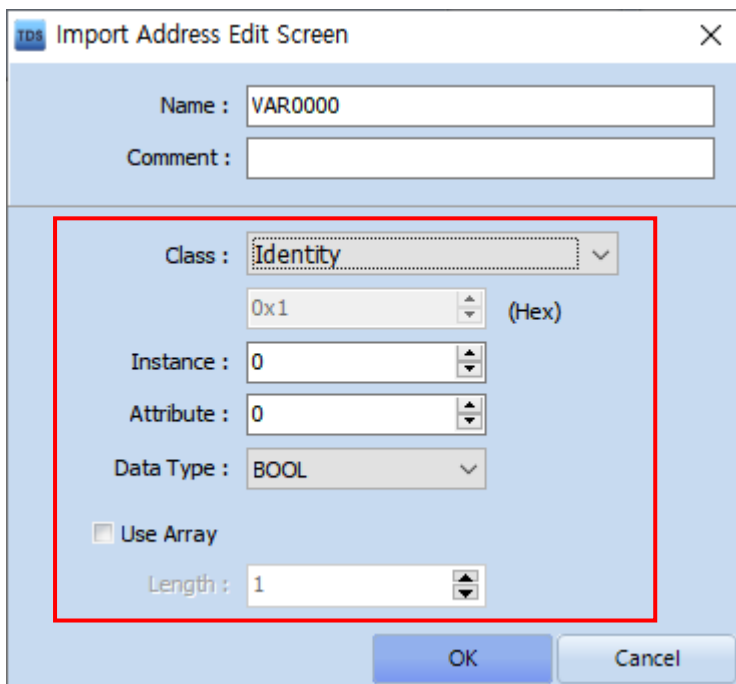 TDS Import Address Edit Screen
Name : VAR0000
Comment :
Class : Identity
0x1 (Hex)
Instance : 0
Attribute : 0
Data Type : BOOL
Use Array
Length : 1
OK Cancel